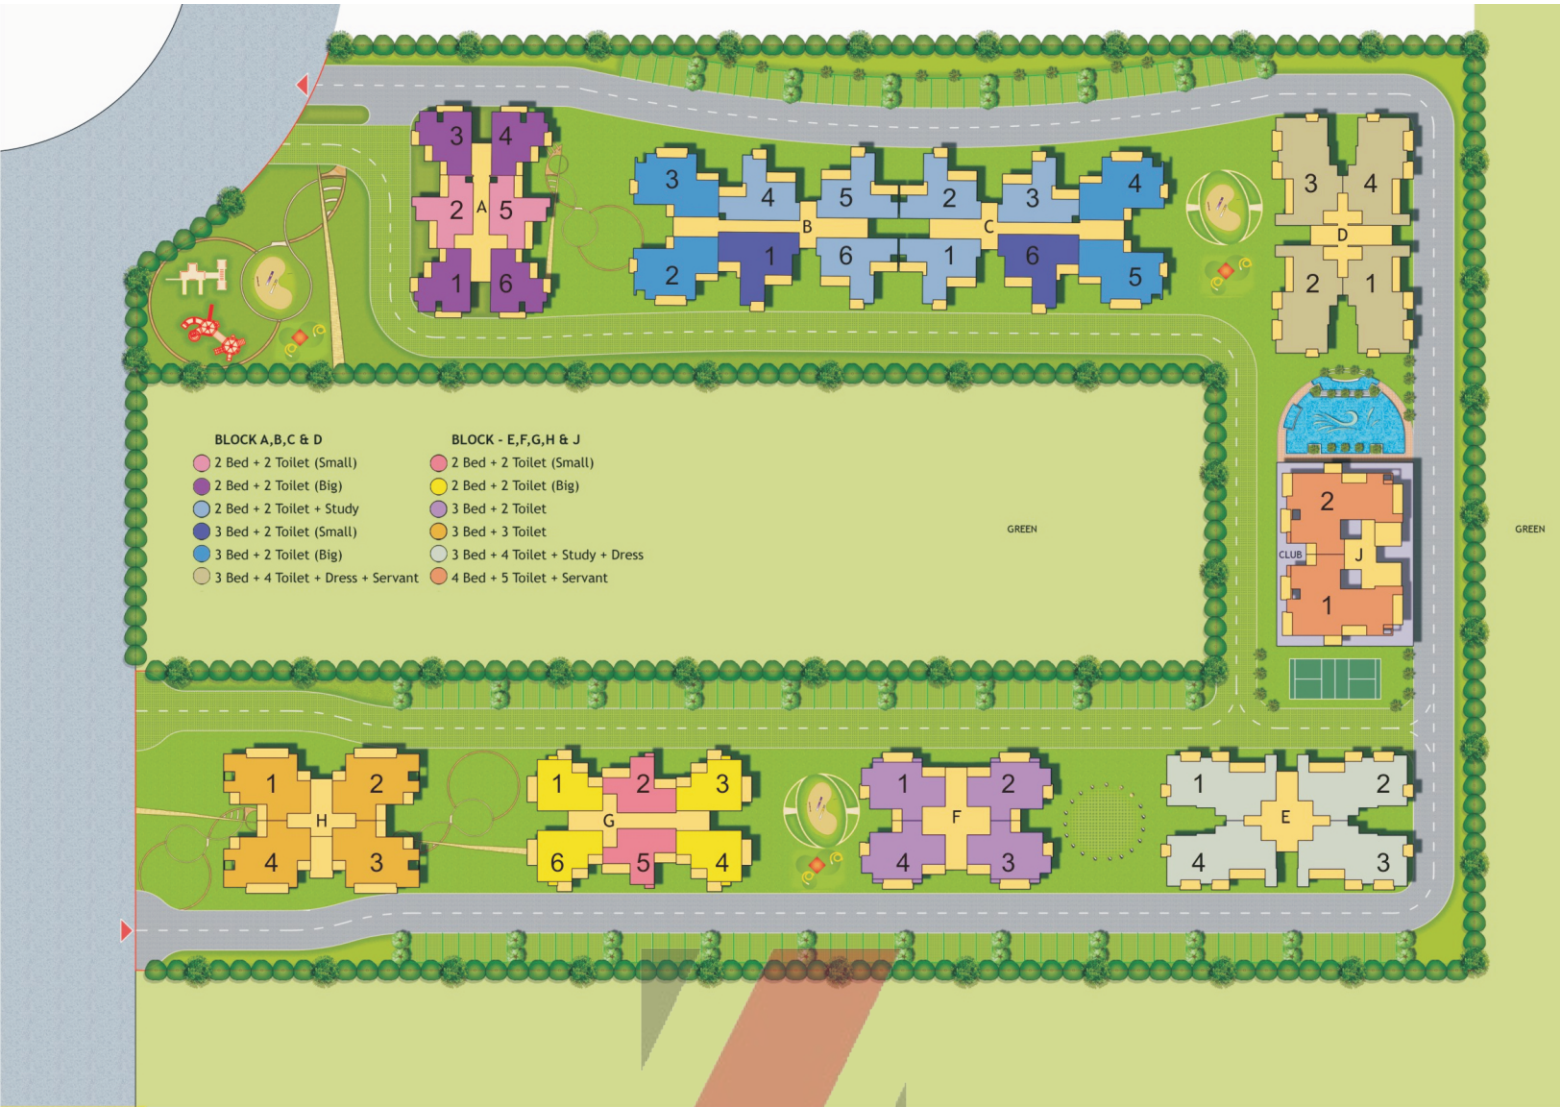 3 4
2 A 5
1 6
3 4 5 2 3 4
B C
2 1 6 1 6 5
3 4
D
2 1
BLOCK A,B,C & D
2 Bed + 2 Toilet (Small)
2 Bed + 2 Toilet (Big)
2 Bed + 2 Toilet + Study
3 Bed + 2 Toilet (Small)
3 Bed + 2 Toilet (Big)
3 Bed + 4 Toilet + Dress + Servant
BLOCK - E,F,G,H & J
2 Bed + 2 Toilet (Small)
2 Bed + 2 Toilet (Big)
3 Bed + 2 Toilet
3 Bed + 3 Toilet
3 Bed + 4 Toilet + Study + Dress
4 Bed + 5 Toilet + Servant
GREEN
2
CLUB J
1
GREEN
1 2
H
4 3
1 2 3
G
6 5 4
1 2
F
4 3
1 2
E
4 3